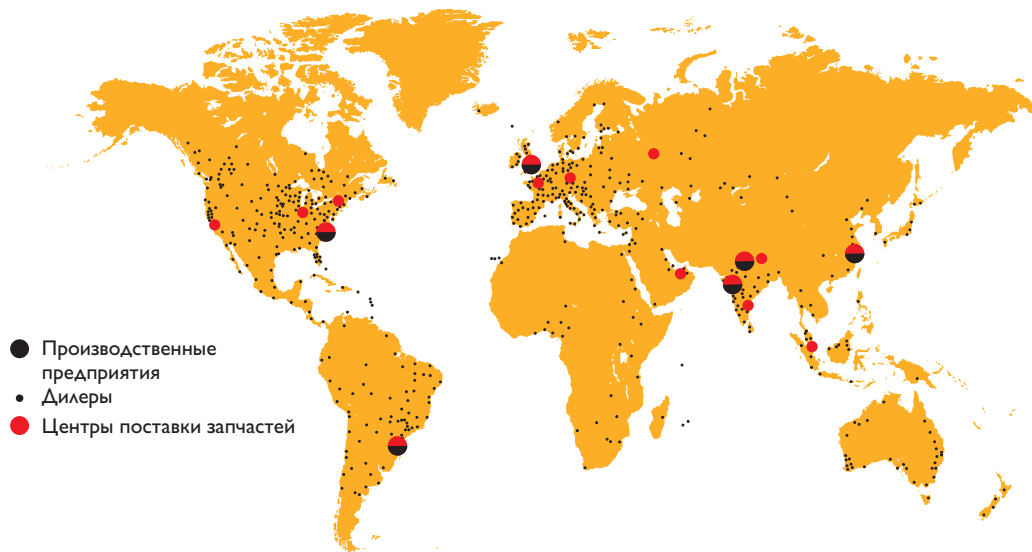 Производственные
предприятия
Дилеры
Центры поставки запчастей